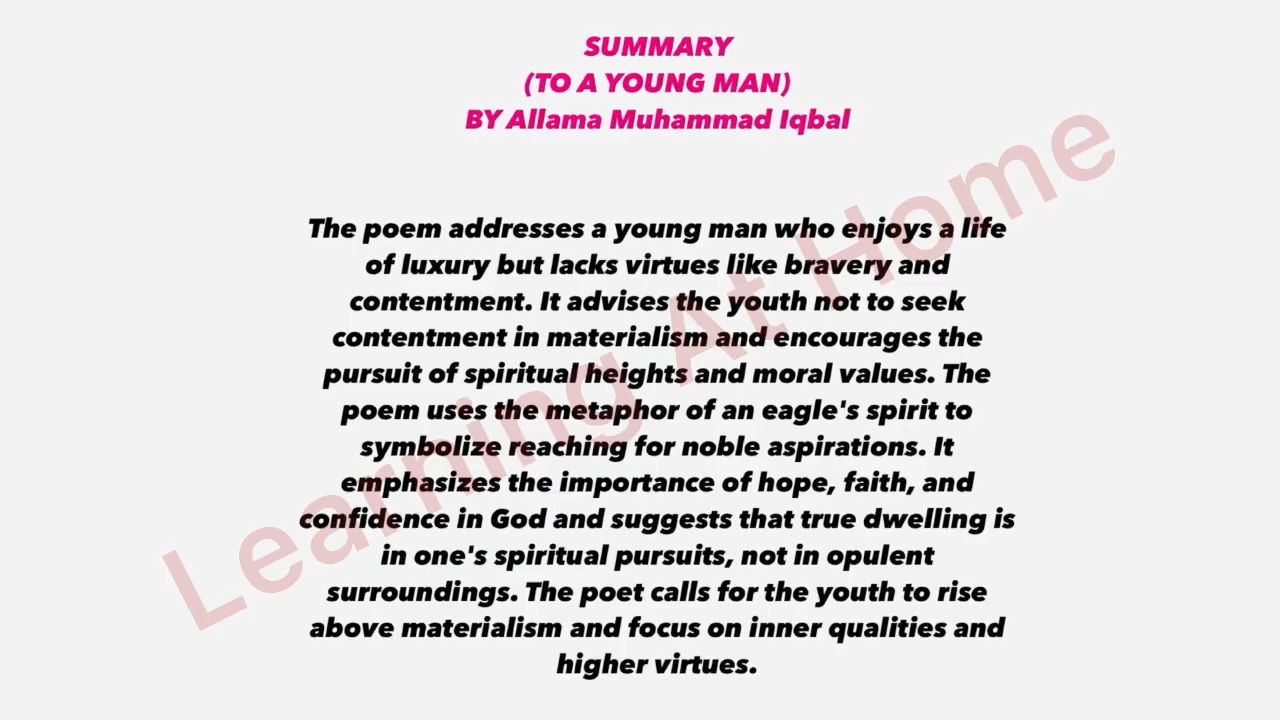 SUMMARY
(TO A YOUNG MAN)
BY Allama Muhammad Iqbal
The poem addresses a young man who enjoys a life
of luxury but lacks virtues like bravery and
contentment. It advises the youth not to seek
contentment in materialism and encourages the
pursuit of spiritual heights and moral values. The
poem uses the metaphor of an eagle's spirit to
symbolize reaching for noble aspirations. It
emphasizes the importance of hope, faith, and
confidence in God and suggests that true dwelling is
in one's spiritual pursuits, not in opulent
surroundings. The poet calls for the youth to rise
above materialism and focus on inner qualities and
higher virtues.
Learning At Home